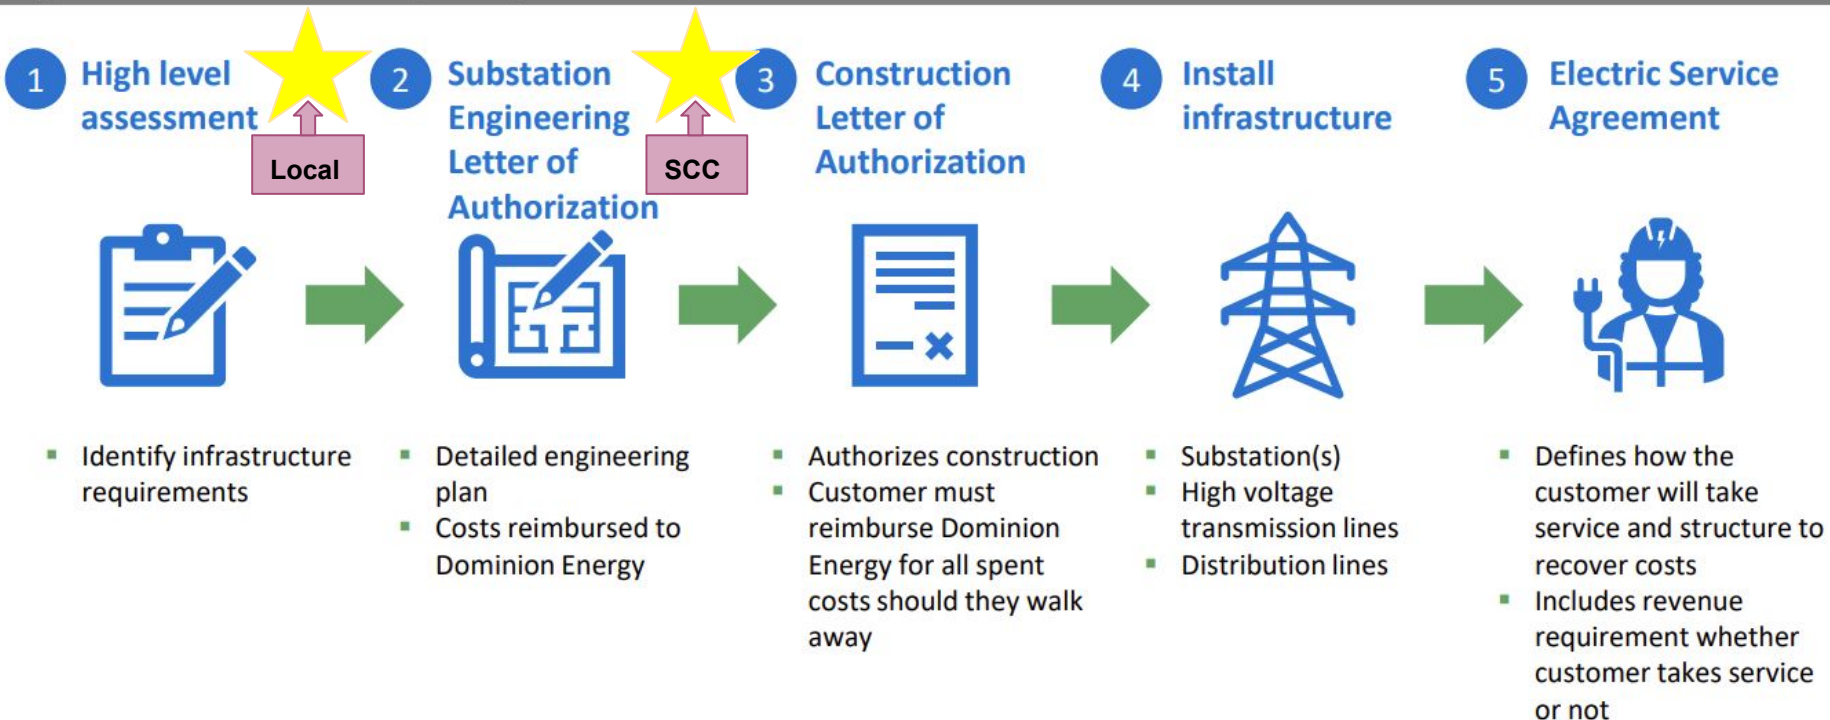 1
High level
assessment
Local
2
Substation
Engineering
Letter of
Authorization
SCC
3
Construction
Letter of
Authorization
4
Install
infrastructure
5
Electric Service
Agreement
▪ Identify infrastructure
requirements
▪ Detailed engineering
plan
▪ Costs reimbursed to
Dominion Energy
▪ Authorizes construction
▪ Customer must
reimburse Dominion
Energy for all spent
costs should they walk
away
▪ Substation(s)
▪ High voltage
transmission lines
▪ Distribution lines
▪ Defines how the
customer will take
service and structure to
recover costs
▪ Includes revenue
requirement whether
customer takes service
or not